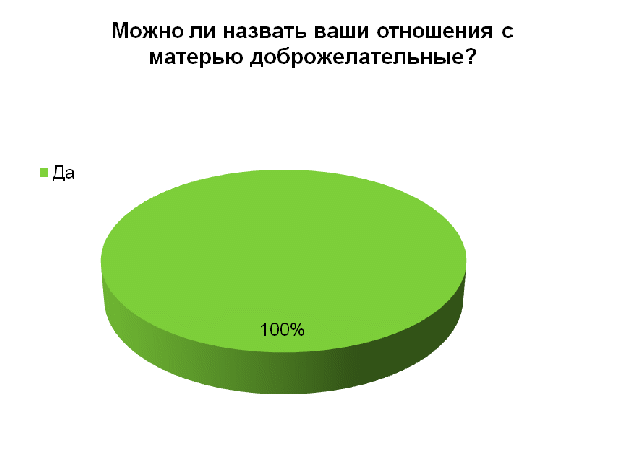 Можно ли назвать ваши отношения с
матерью доброжелательные?
Да
100%